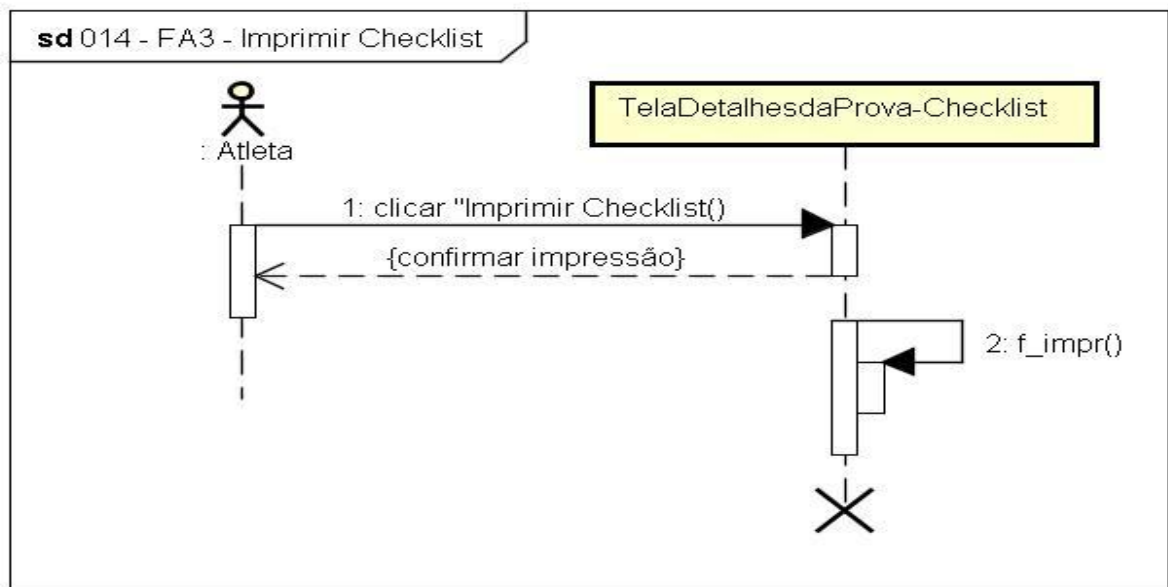 sd 014 - FA3 - Imprimir Checklist
: Atleta
TelaDetalhesdaProva-Checklist
1: clicar "Imprimir Checklist()
{confirmar impressão}
2: f_impr()